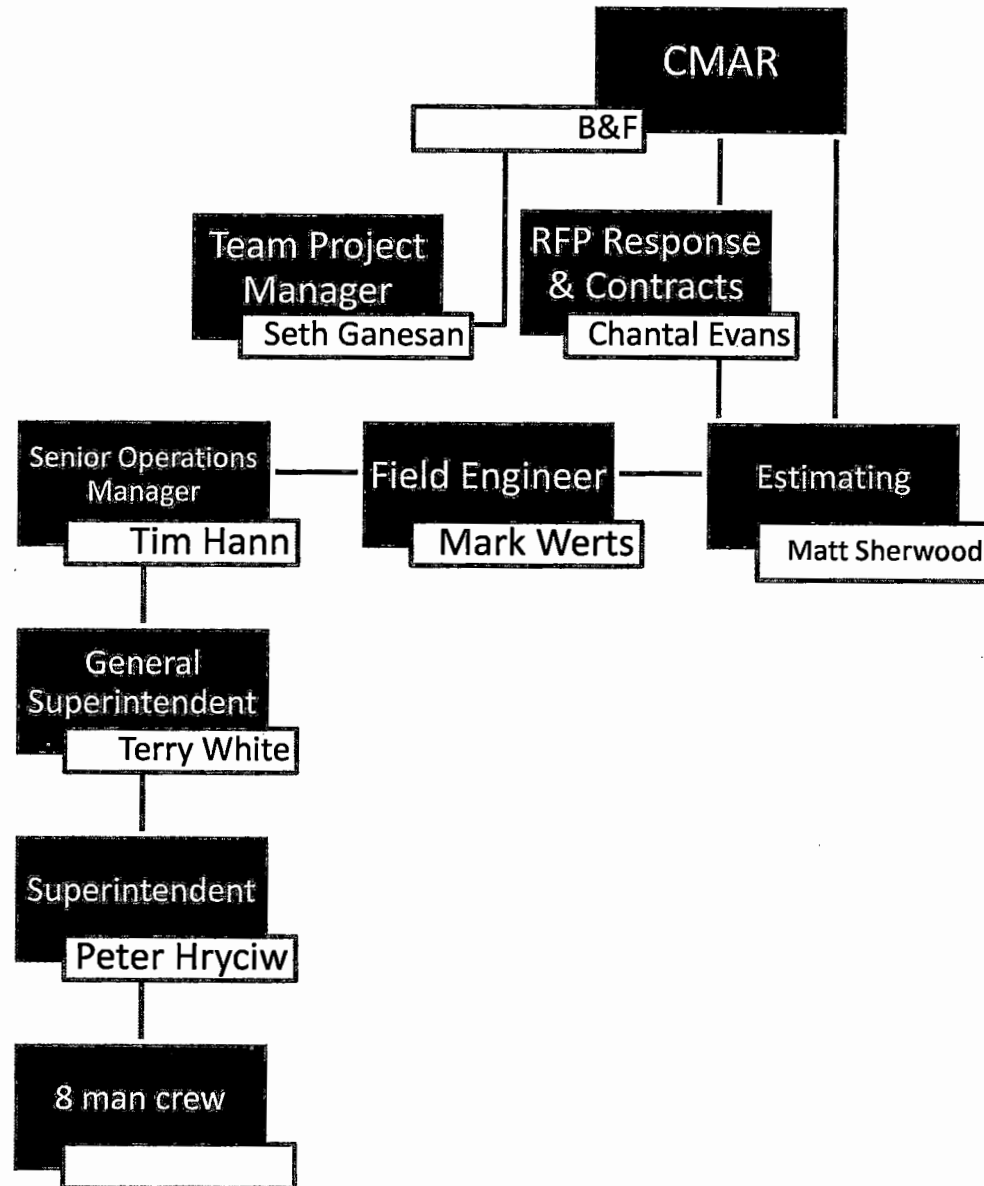 CMAR
B&F
Team Project
Manager
Seth Ganesan
RFP Response
& Contracts
Chantal Evans
Senior Operations
Manager
Tim Hann
Field Engineer
Mark Werts
Estimating
Matt Sherwood
General
Superintendent
Terry White
Superintendent
Peter Hryciw
8 man crew